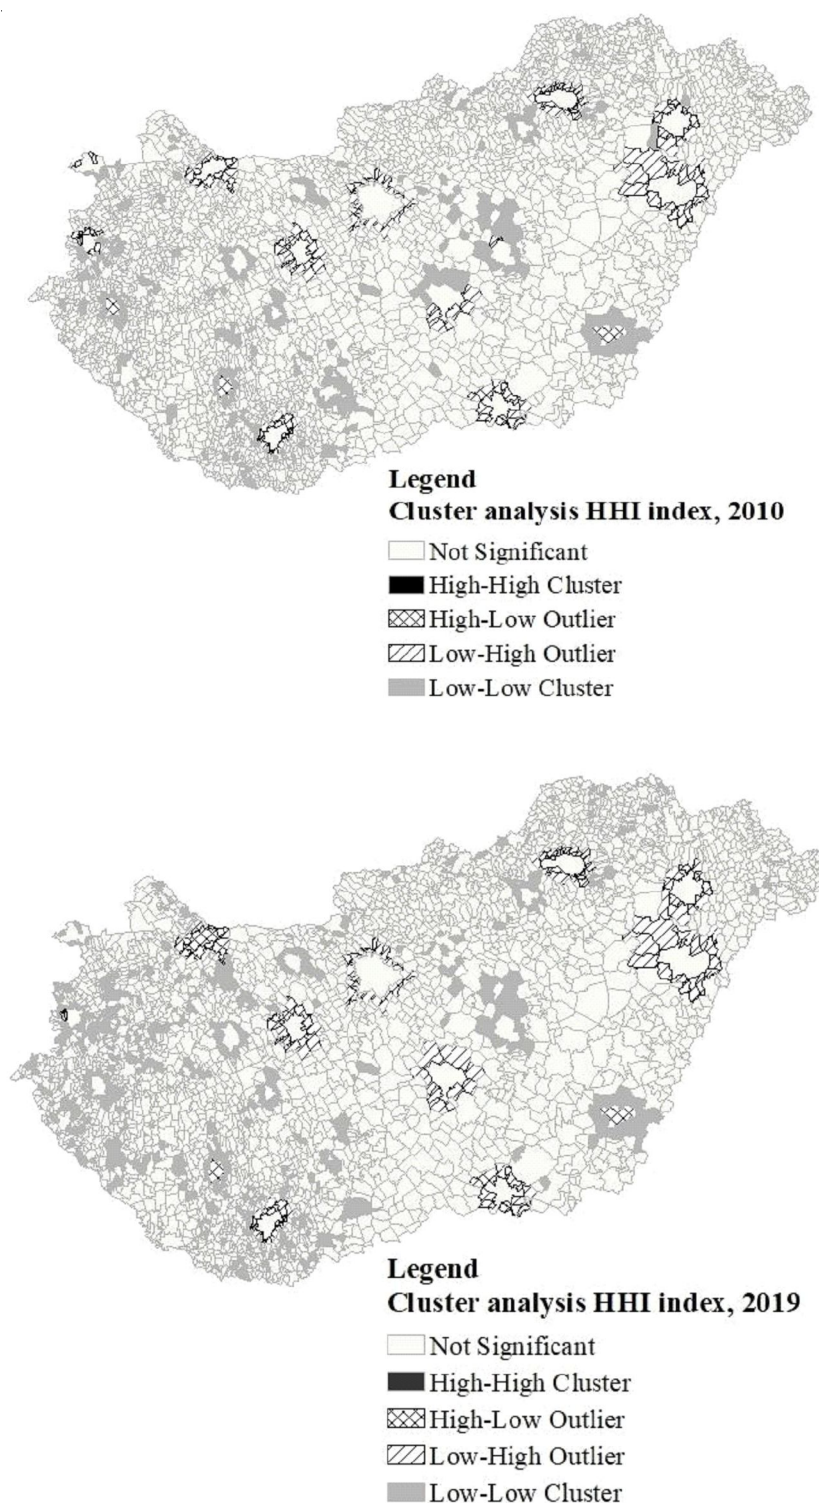 Legend
Cluster analysis HHI index, 2010
Not Significant
High-High Cluster
High-Low Outlier
Low-High Outlier
Low-Low Cluster
Legend
Cluster analysis HHI index, 2019
Not Significant
High-High Cluster
High-Low Outlier
Low-High Outlier
Low-Low Cluster